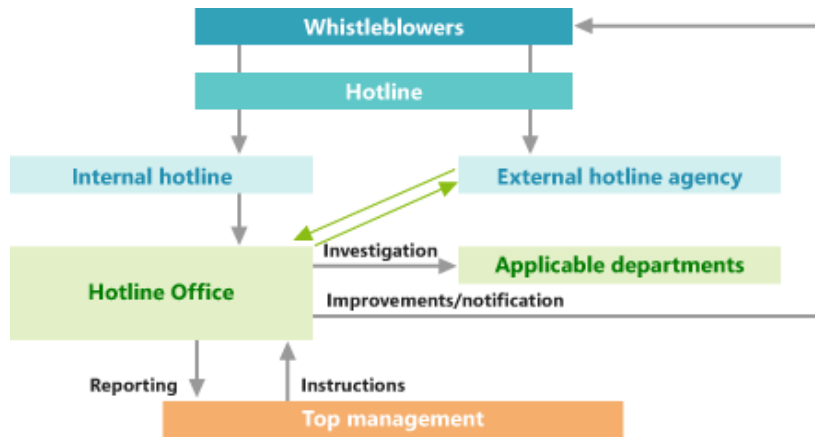 Whistleblowers
Hotline
Internal hotline
External hotline agency
Investigation
Applicable departments
Hotline Office
Improvements/notification
Reporting
Instructions
Top management